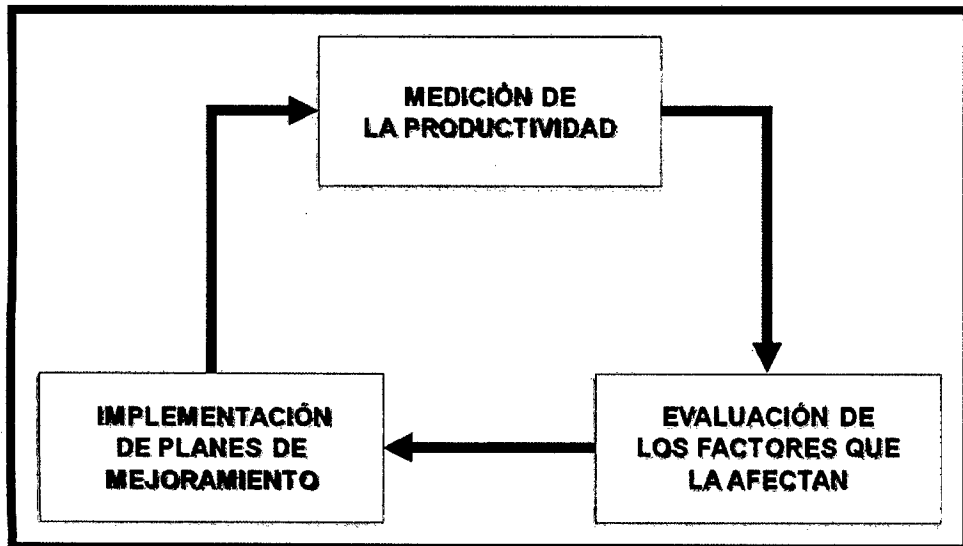 MEDICIÓN DE
LA PRODUCTIVIDAD
EVALUACIÓN DE
LOS FACTORES QUE
LA AFECTAN
IMPLEMENTACIÓN
DE PLANES DE
MEJORAMIENTO